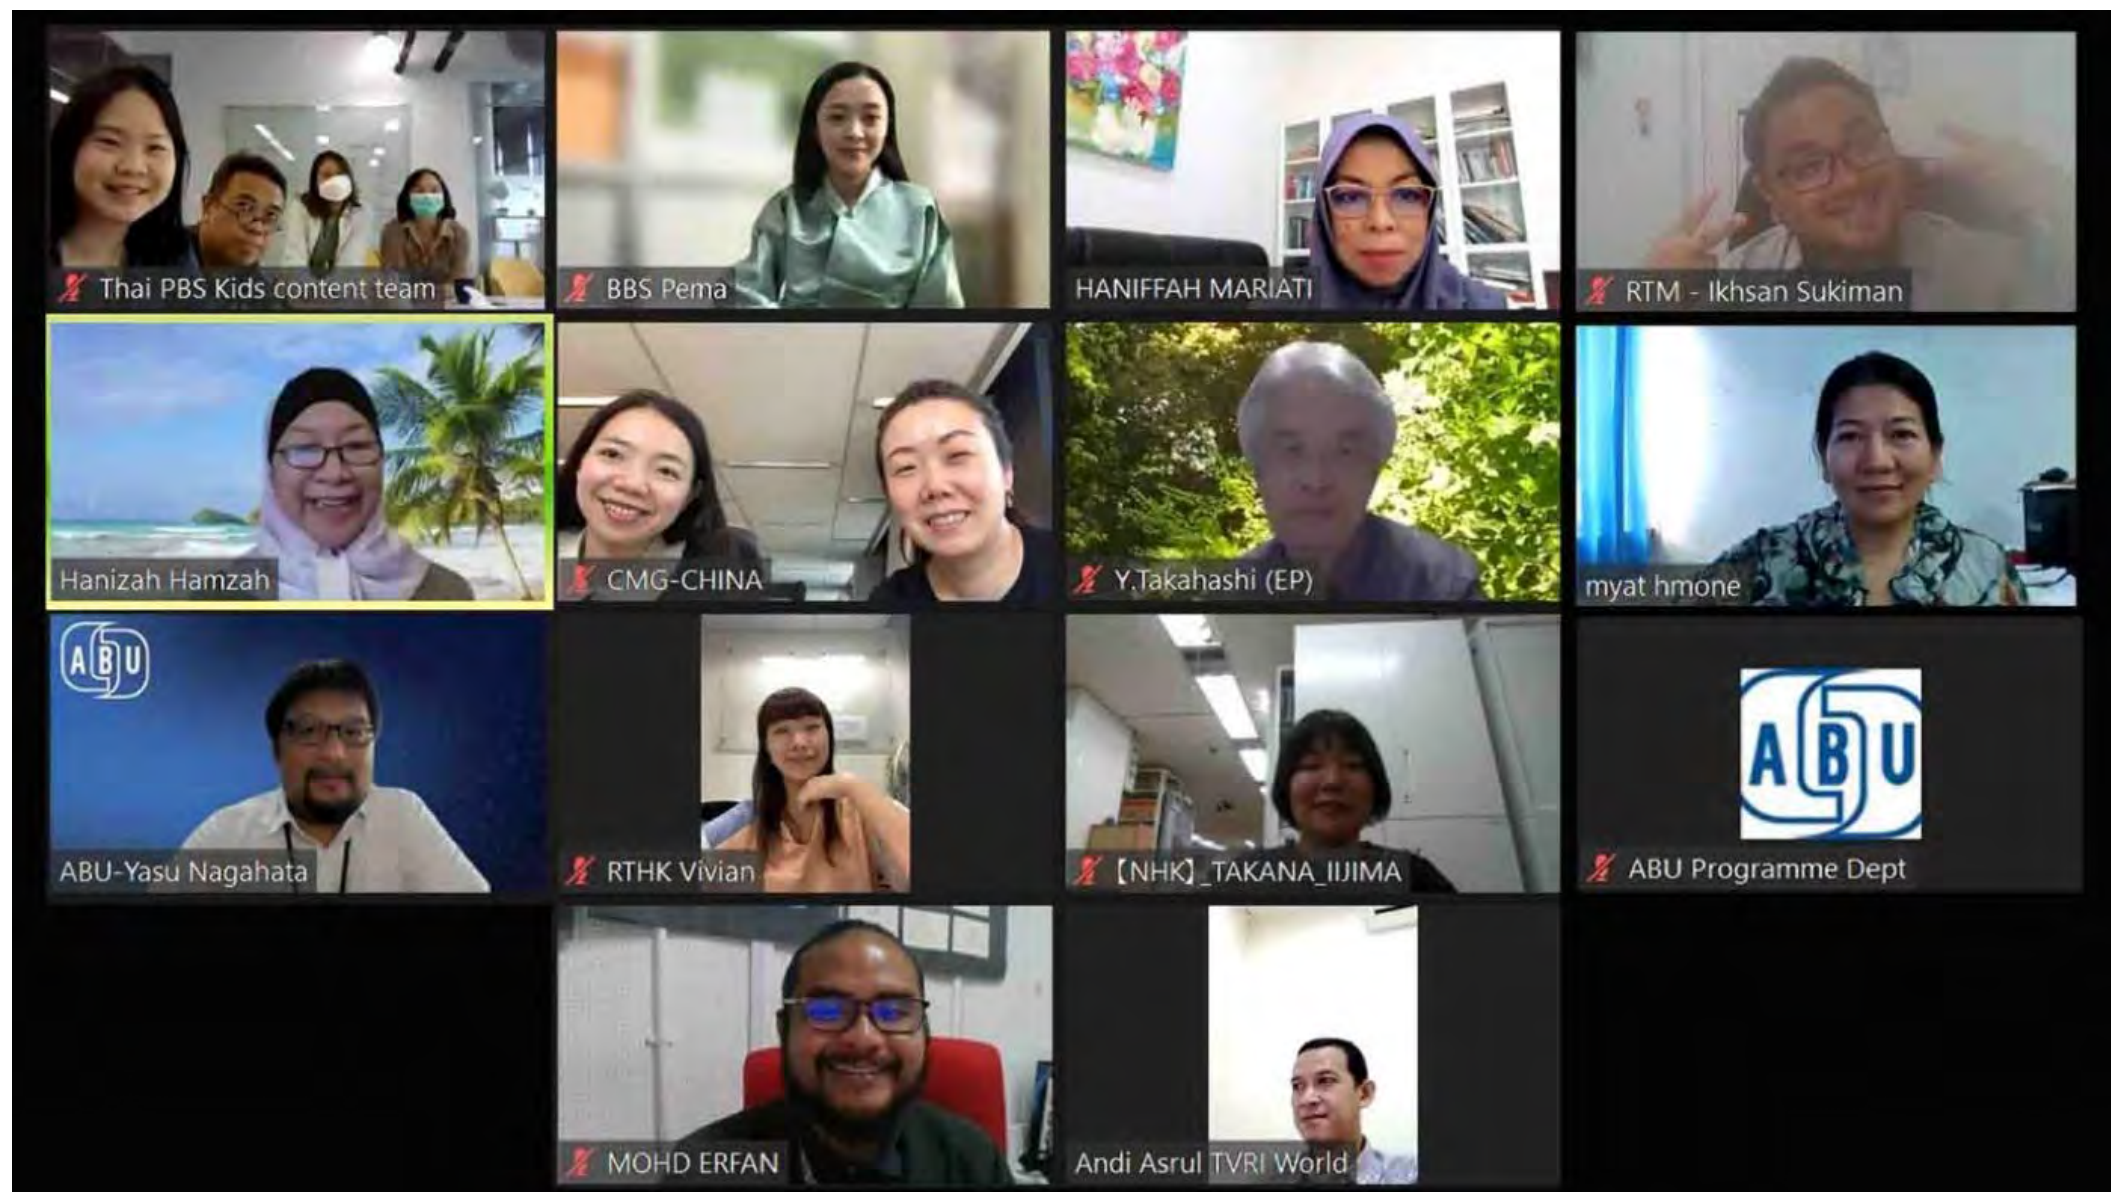 Thai PBS Kids content team
BBS Pema
HANIFFAH MARIATI
RTM - Ikhsan Sukiman
Hanizah Hamzah
CMG-CHINA
Y.Takahashi (EP)
myat hmone
ABU
ABU-Yasu Nagahata
RTHK Vivian
【NHK】_TAKANA_IIJIMA
ABU
ABU Programme Dept
MOHD ERFAN
Andi Asrul TVRI World